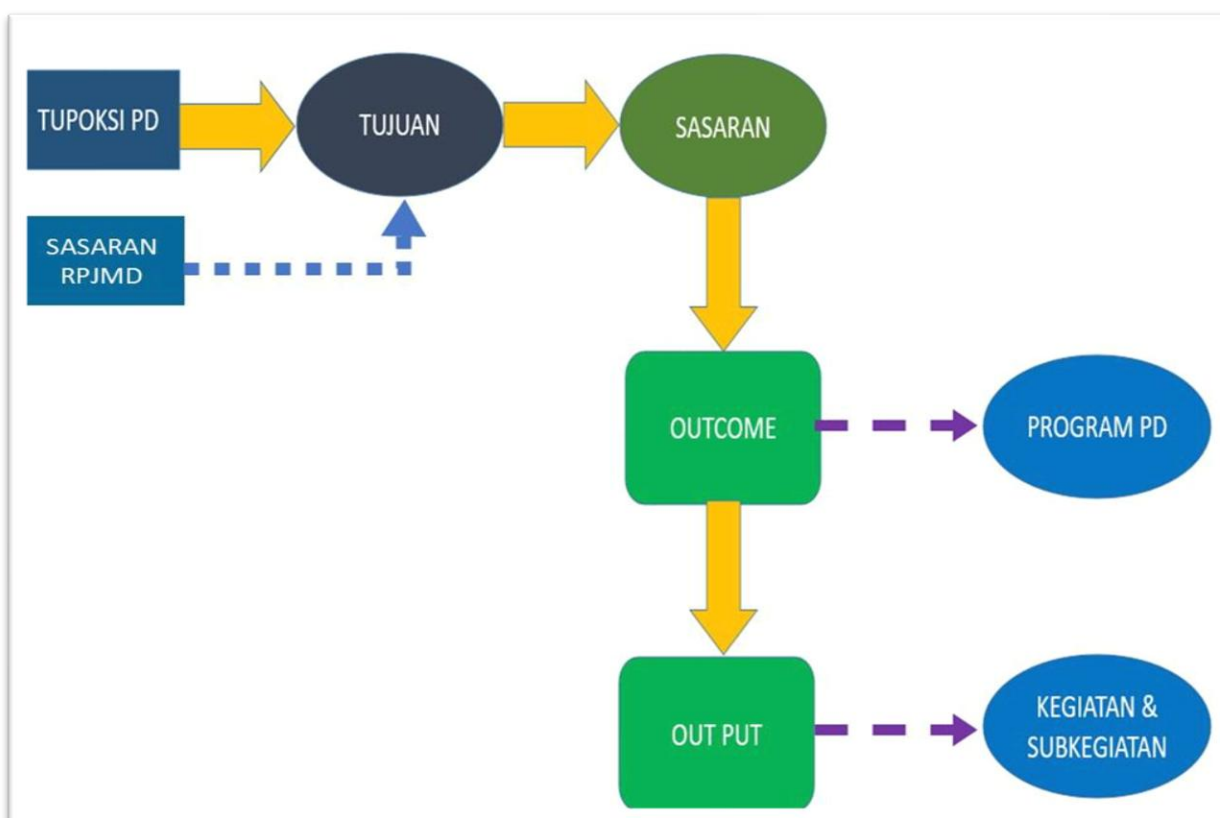 TUPOKSI PD
TUJUAN
SASARAN
SASARAN
RPJMD
OUTCOME
PROGRAM PD
OUT PUT
KEGIATAN &
SUBKEGIATAN